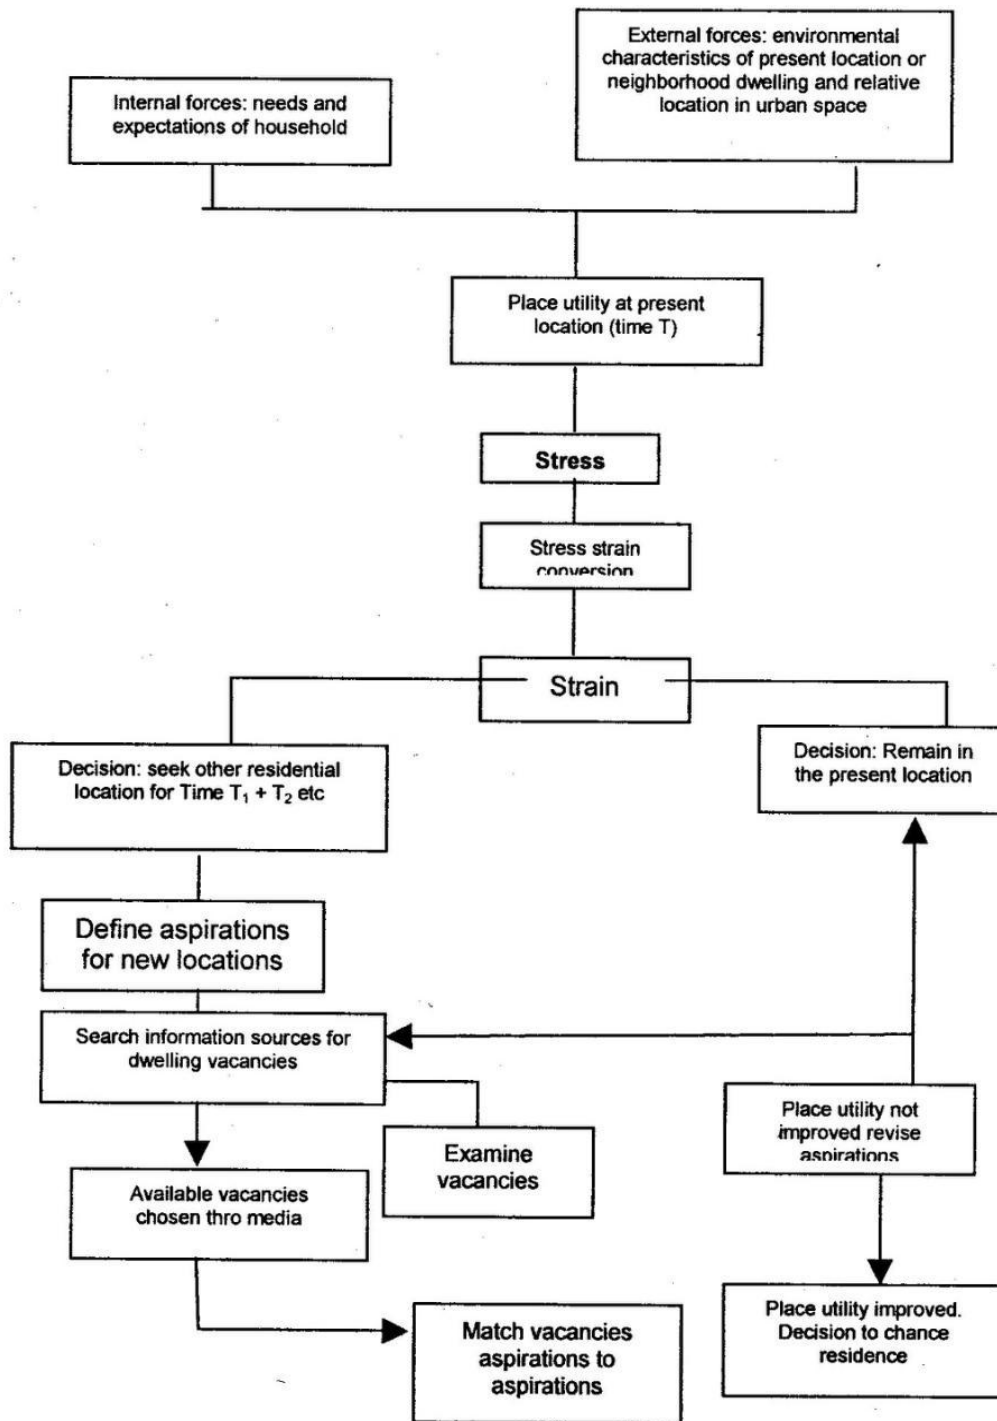 External forces: environmental
characteristics of present location or
neighborhood dwelling and relative
location in urban space
Internal forces: needs and
expectations of household
Place utility at present
location (time T)
Stress
Stress strain
conversion
Strain
Decision: seek other residential
location for Time T₁ + T₂ etc
Decision: Remain in
the present location
Define aspirations
for new locations
Search information sources for
dwelling vacancies
Place utility not
improved revise
aspirations
Examine
vacancies
Available vacancies
chosen thro media
Match vacancies
aspirations to
aspirations
Place utility improved.
Decision to chance
residence